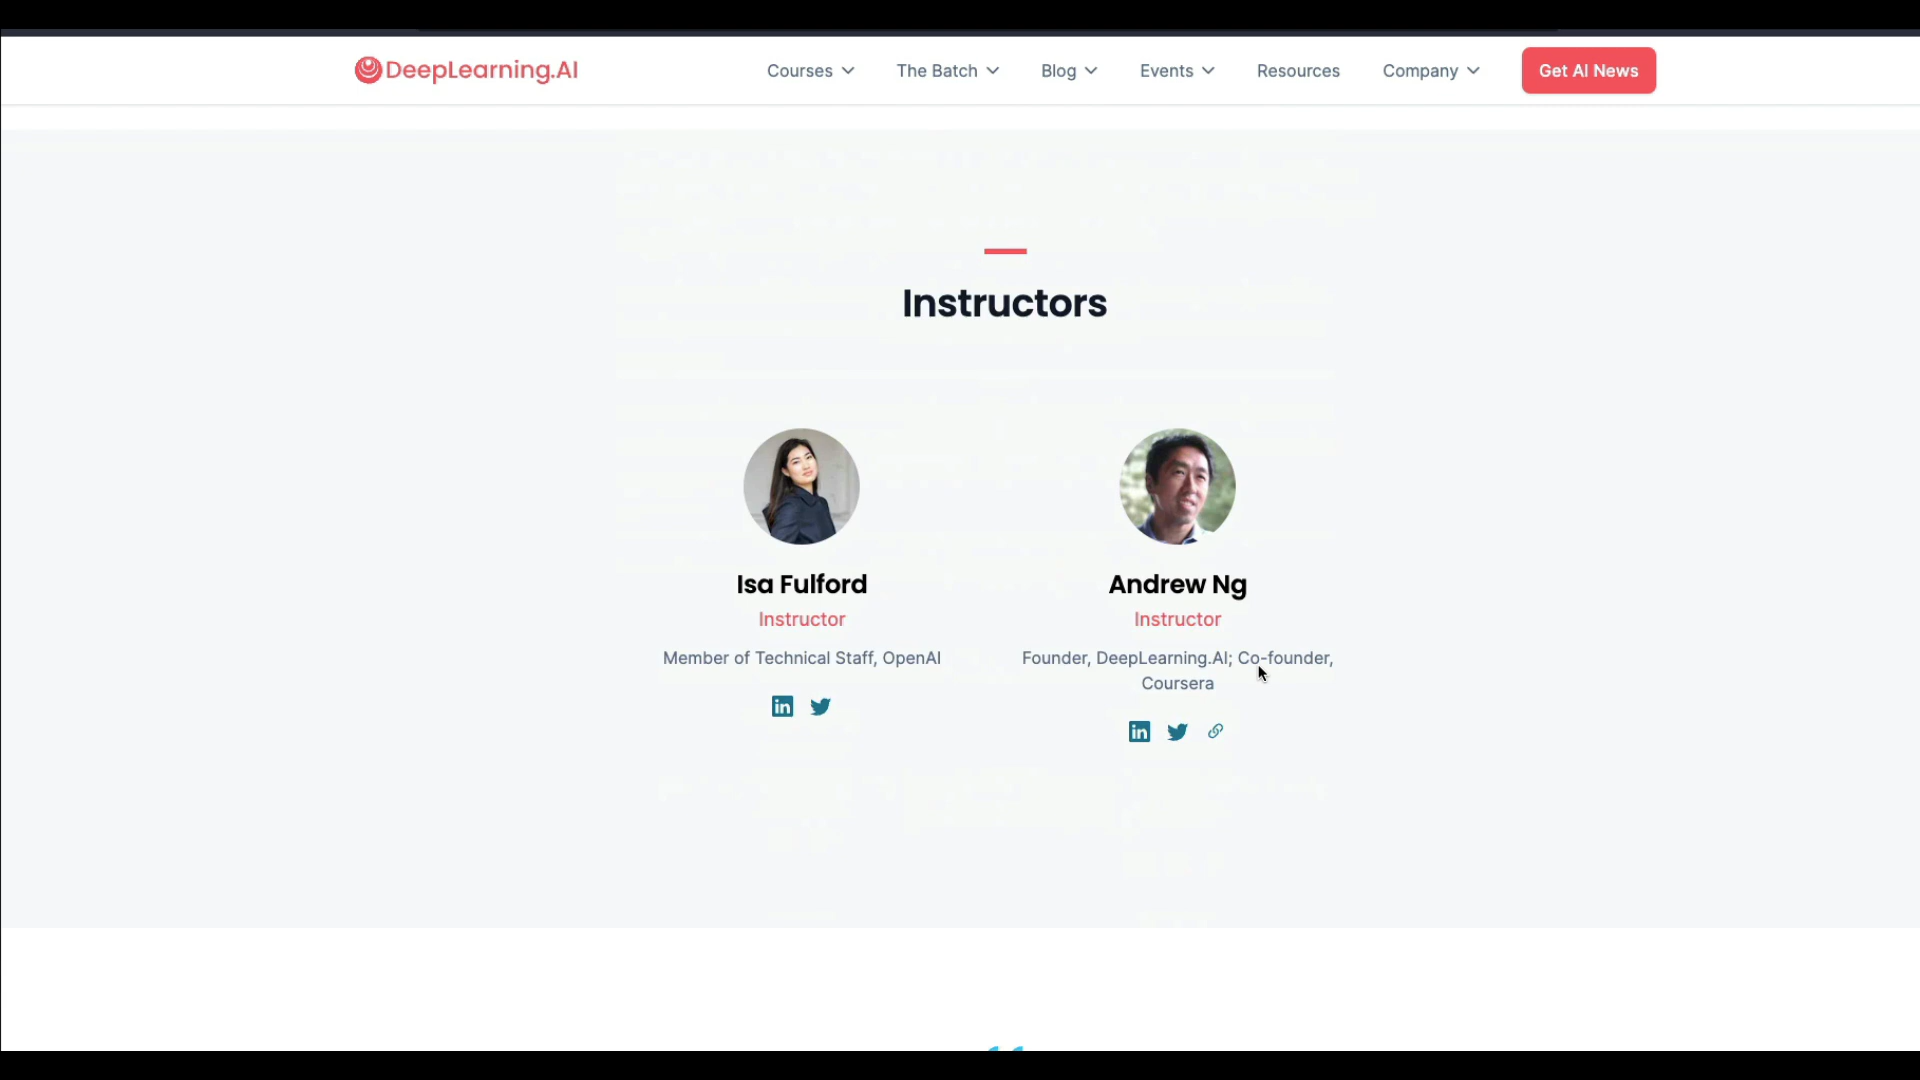 DeepLearning.AI Courses The Batch Blog Events Resources Company Get AI News
Instructors
Isa Fulford
Instructor
Member of Technical Staff, OpenAI
Andrew Ng
Instructor
Founder, DeepLearning.AI; Co-founder,
Coursera